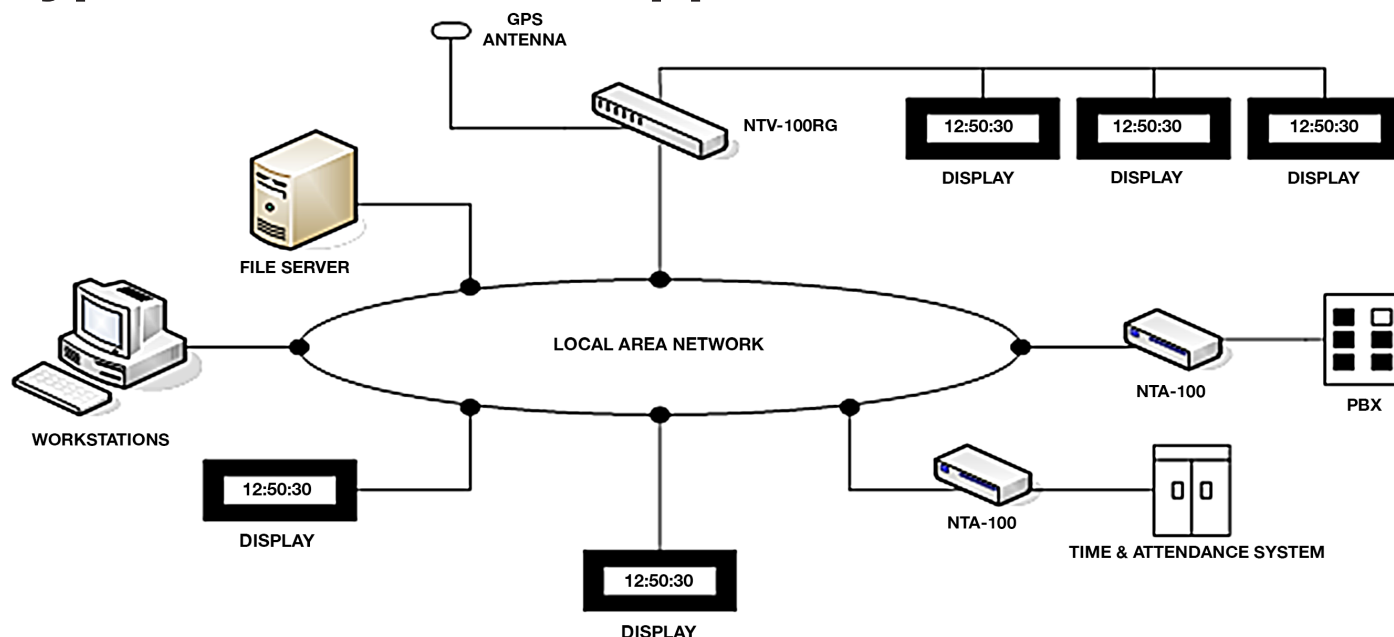 GPS
ANTENNA
NTV-100RG
12:50:30
12:50:30
12:50:30
DISPLAY
DISPLAY
DISPLAY
FILE SERVER
LOCAL AREA NETWORK
WORKSTATIONS
NTA-100
PBX
12:50:30
DISPLAY
NTA-100
TIME & ATTENDANCE SYSTEM
12:50:30
DISPLAY